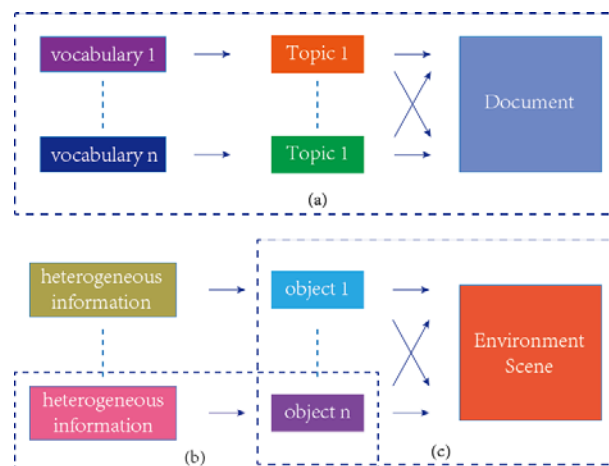 vocabulary 1
Topic 1
Document
vocabulary n
Topic 1
(a)
heterogeneous
information
object 1
Environment
Scene
heterogeneous
information
object n
(b)
(c)